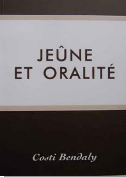 JEÛNE
ET ORALITÉ
Costi Bendaly